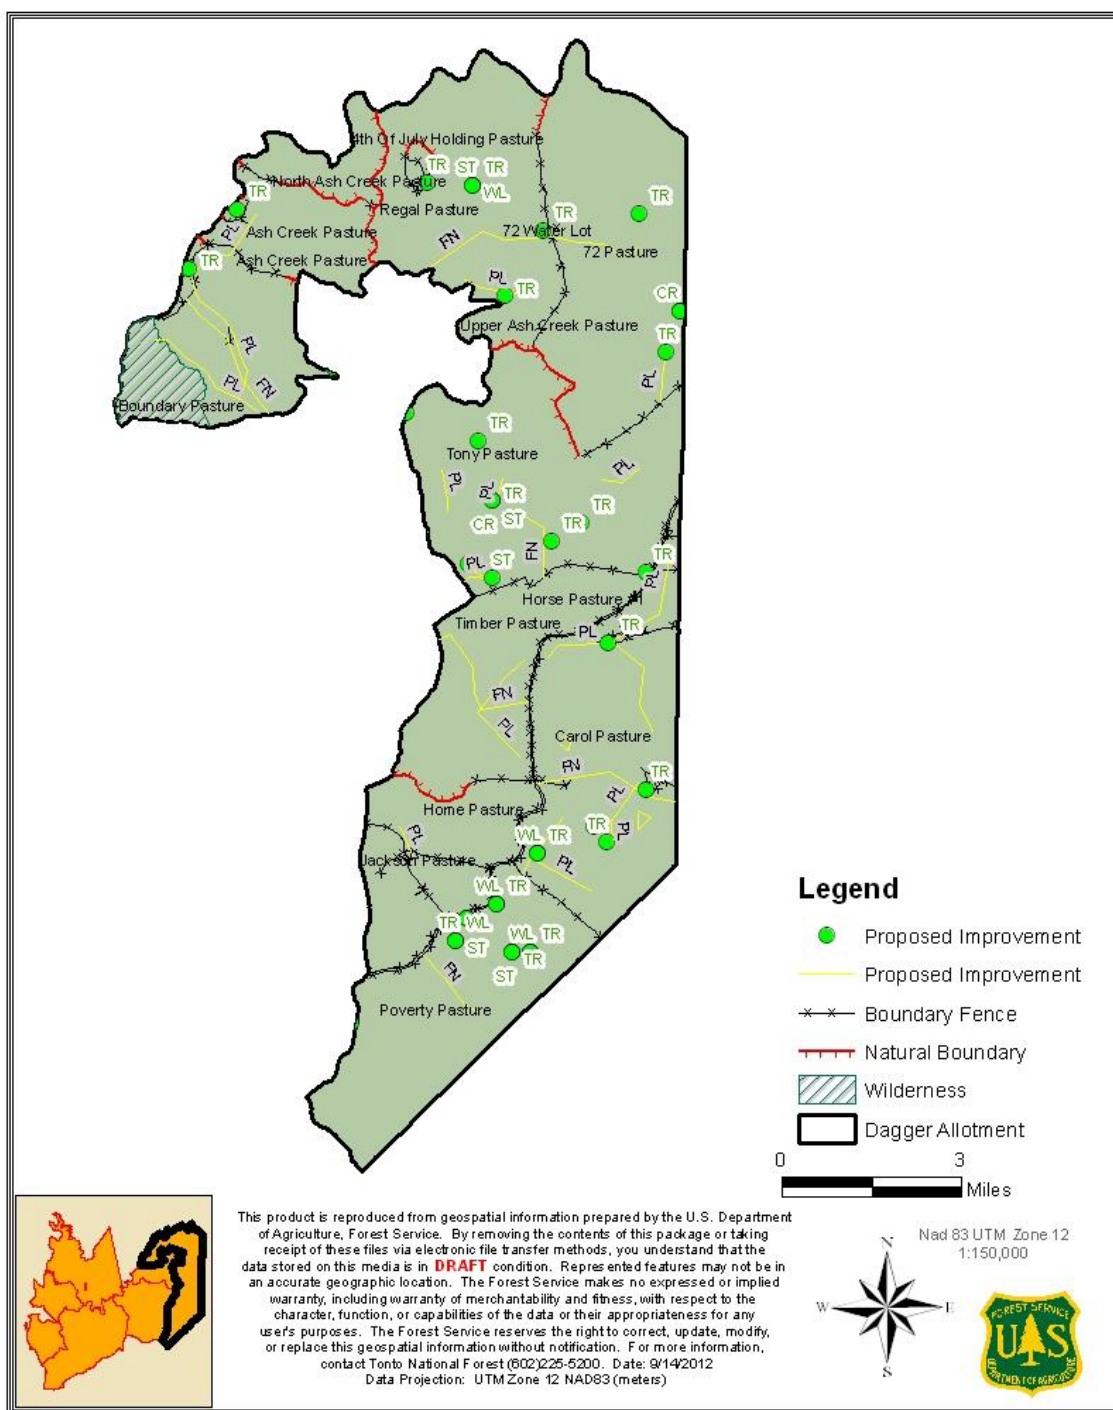 4th Of July Holding Pasture
TR
ST TR
North Ash Creek Pasture
WL
TR
TR
Regal Pasture
TR
PL
Ash Creek Pasture
72 Water Lot
FN
72 Pasture
Ash Creek Pasture
TR
PL
TR
CR
Upper Ash Creek Pasture
TR
PL
PL
PL
FN
Boundary Pasture
TR
Tony Pasture
PL
PL
PL
TR
CR
ST
TR
TR
FN
TR
PL
ST
PL
Horse Pasture
Timber Pasture
PL
TR
FN
PL
Carol Pasture
FN
TR
PL
Home Pasture
PL
WL TR
TR
PL
Jackson Pasture
PL
WL TR
TR
WL
ST
WL TR
TR
ST
FN
Poverty Pasture
Legend
Proposed Improvement
Proposed Improvement
Boundary Fence
Natural Boundary
Wilderness
Dagger Allotment
0 3
Miles
This product is reproduced from geospatial information prepared by the U.S. Department
of Agriculture, Forest Service. By removing the contents of this package or taking
receipt of these files via electronic file transfer methods, you understand that the
data stored on this media is in DRAFT condition. Represented features may not be in
an accurate geographic location. The Forest Service makes no expressed or implied
warranty, including warranty of merchantability and fitness, with respect to the
character, function, or capabilities of the data or their appropriateness for any
user's purposes. The Forest Service reserves the right to correct, update, modify,
or replace this geospatial information without notification. For more information,
contact Tonto National Forest (602)225-5200. Date: 9/14/2012
Data Projection: UTM Zone 12 NAD83 (meters)
Nad 83 UTM Zone 12
1:150,000
N
W E
S
FOREST SERVICE
U S
DEPARTMENT OF AGRICULTURE